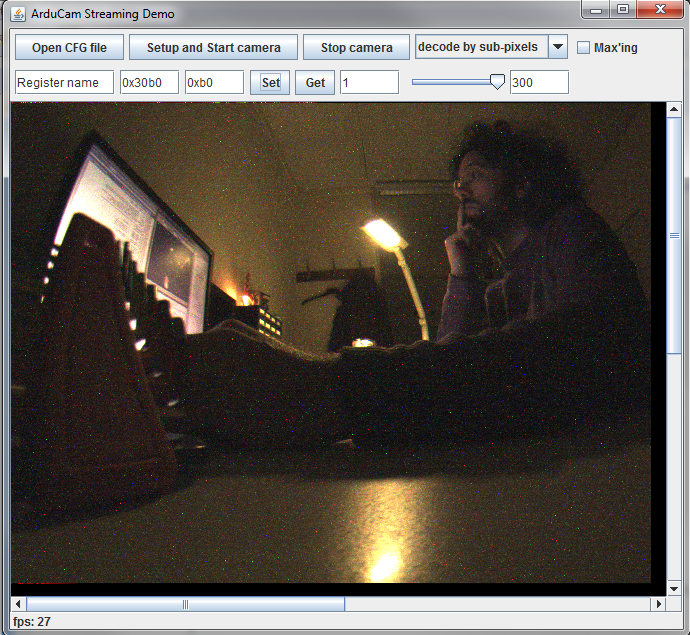 ArduCam Streaming Demo
Open CFG file Setup and Start camera Stop camera decode by sub-pixels Max'ing
Register name 0x30b0 0xb0 Set Get 1 300
fps: 27